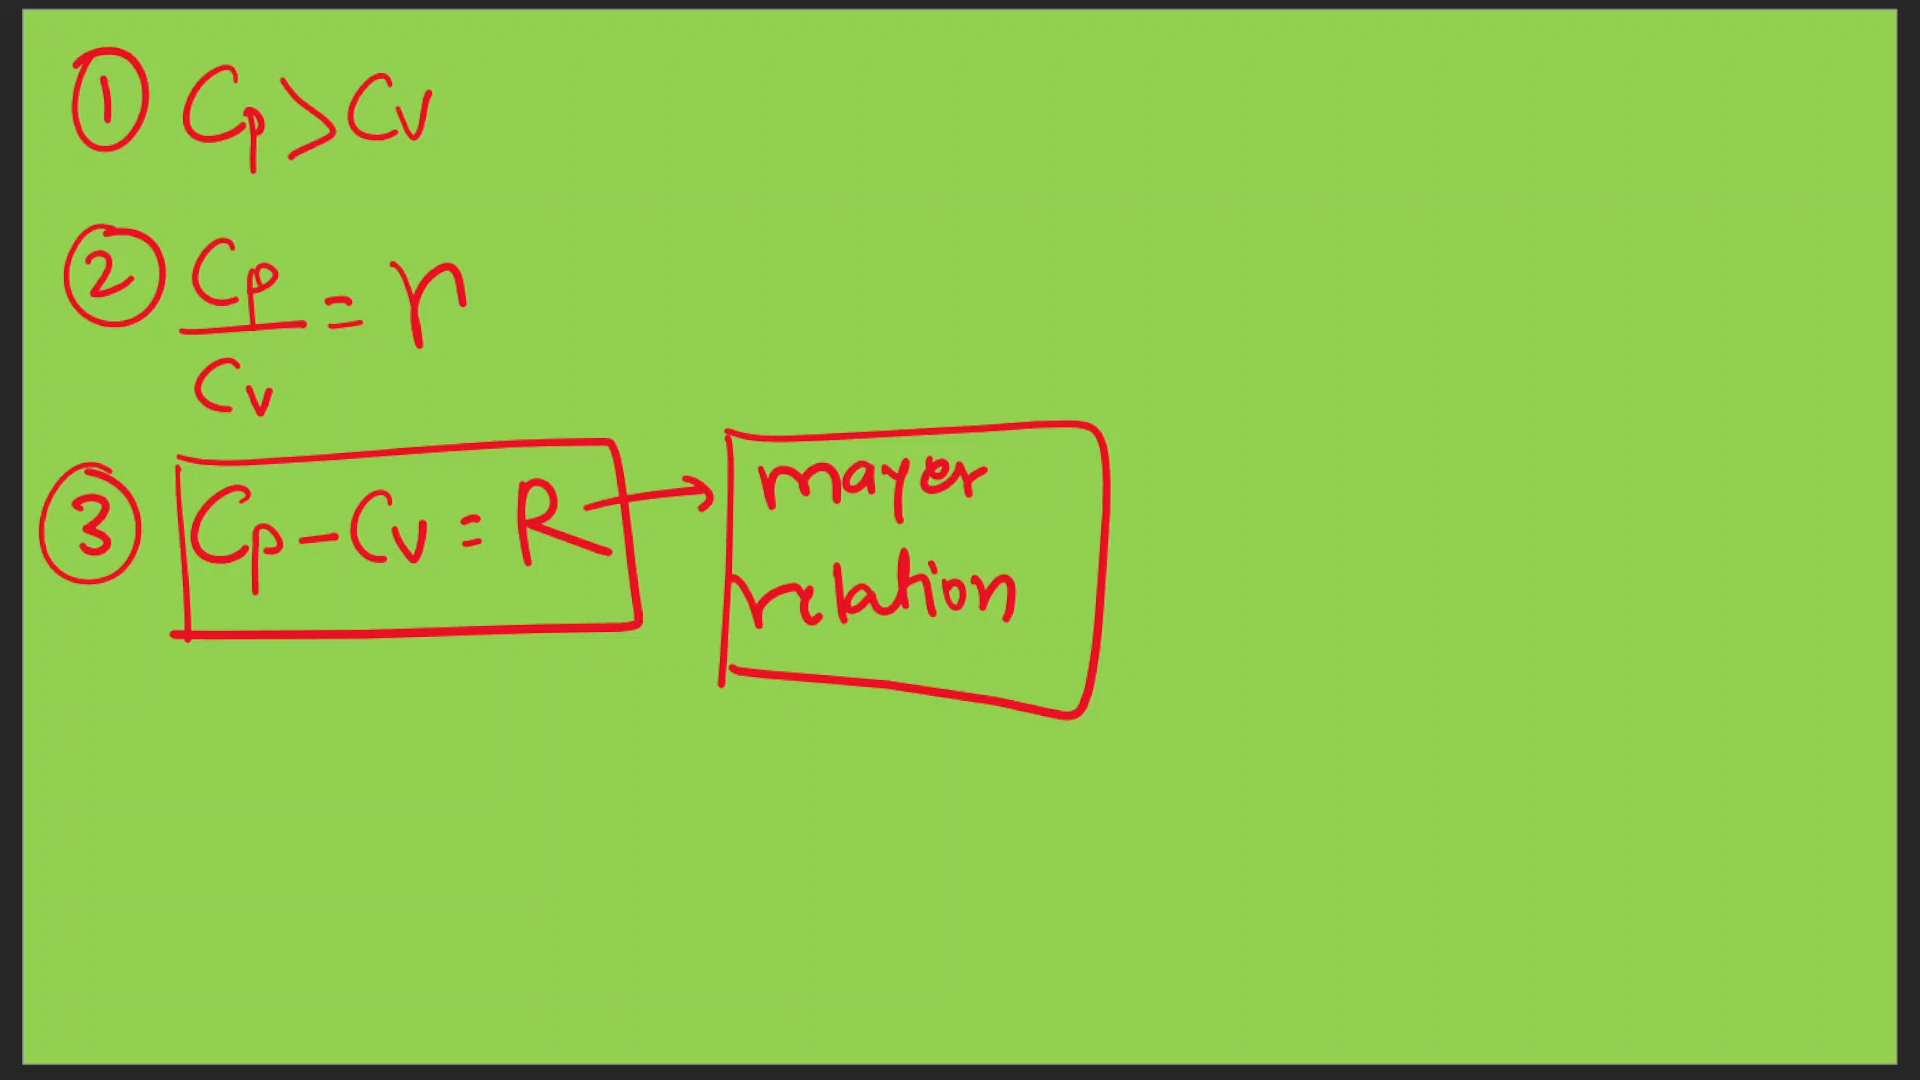 ① Cp > Cv
② Cp/Cv = r
③ Cp - Cv = R → mayer
relation